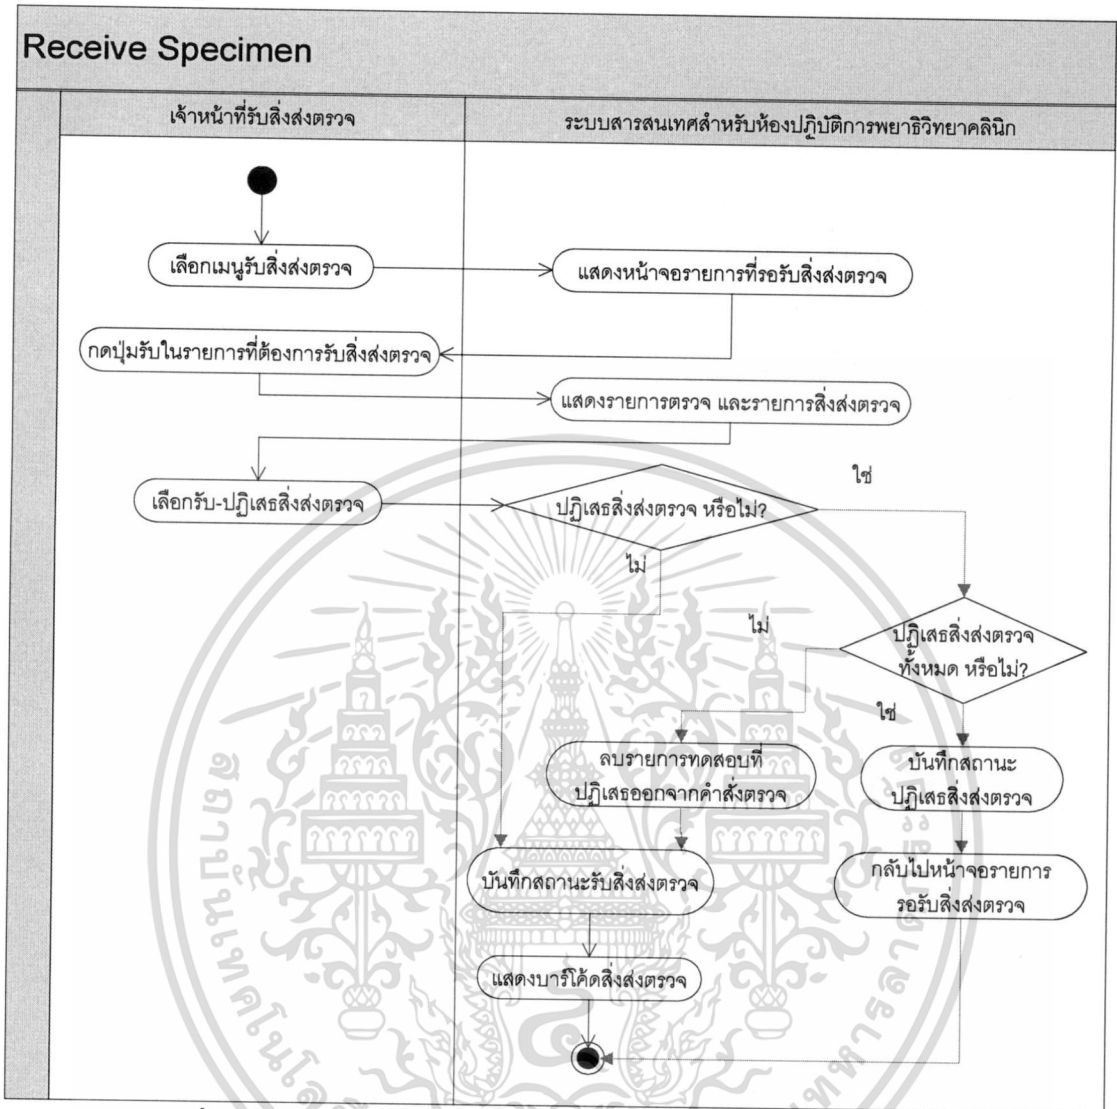 Receive Specimen
เจ้าหน้าที่รับสิ่งส่งตรวจ
ระบบสารสนเทศสำหรับห้องปฏิบัติการพยาธิวิทยาคลินิก
เลือกเมนูรับสิ่งส่งตรวจ
แสดงหน้าจอรายการที่รอรับสิ่งส่งตรวจ
กดปุ่มรับในรายการที่ต้องการรับสิ่งส่งตรวจ
แสดงรายการตรวจ และรายการสิ่งส่งตรวจ
เลือกรับ-ปฏิเสธสิ่งส่งตรวจ
ปฏิเสธสิ่งส่งตรวจ หรือไม่?
ใช่
ไม่
ปฏิเสธสิ่งส่งตรวจ
ทั้งหมด หรือไม่?
ไม่
ใช่
ลบรายการทดสอบที่
ปฏิเสธออกจากคำสั่งตรวจ
บันทึกสถานะ
ปฏิเสธสิ่งส่งตรวจ
บันทึกสถานะรับสิ่งส่งตรวจ
กลับไปหน้าจอรายการ
รอรับสิ่งส่งตรวจ
แสดงบาร์โค้ดสิ่งส่งตรวจ